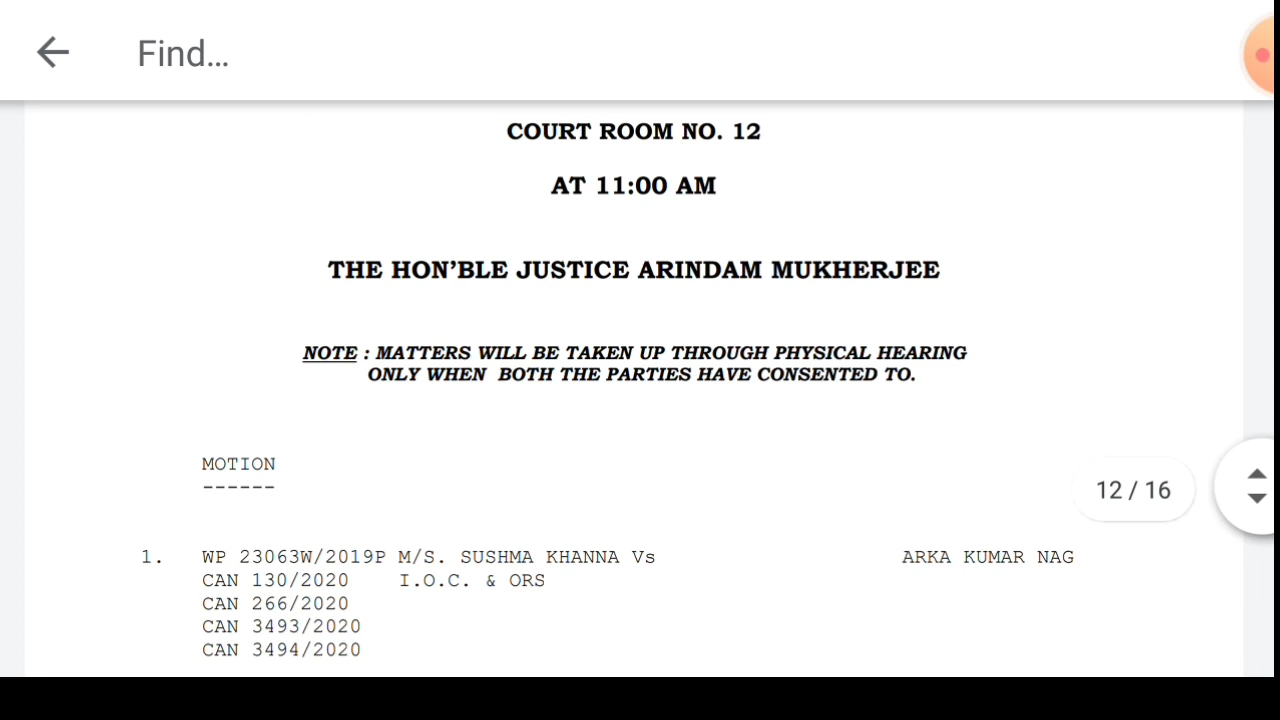 Find...
COURT ROOM NO. 12
AT 11:00 AM
THE HON’BLE JUSTICE ARINDAM MUKHERJEE
NOTE : MATTERS WILL BE TAKEN UP THROUGH PHYSICAL HEARING
ONLY WHEN BOTH THE PARTIES HAVE CONSENTED TO.
MOTION
------
12 / 16
1. WP 23063W/2019P M/S. SUSHMA KHANNA Vs ARKA KUMAR NAG
CAN 130/2020 I.O.C. & ORS
CAN 266/2020
CAN 3493/2020
CAN 3494/2020